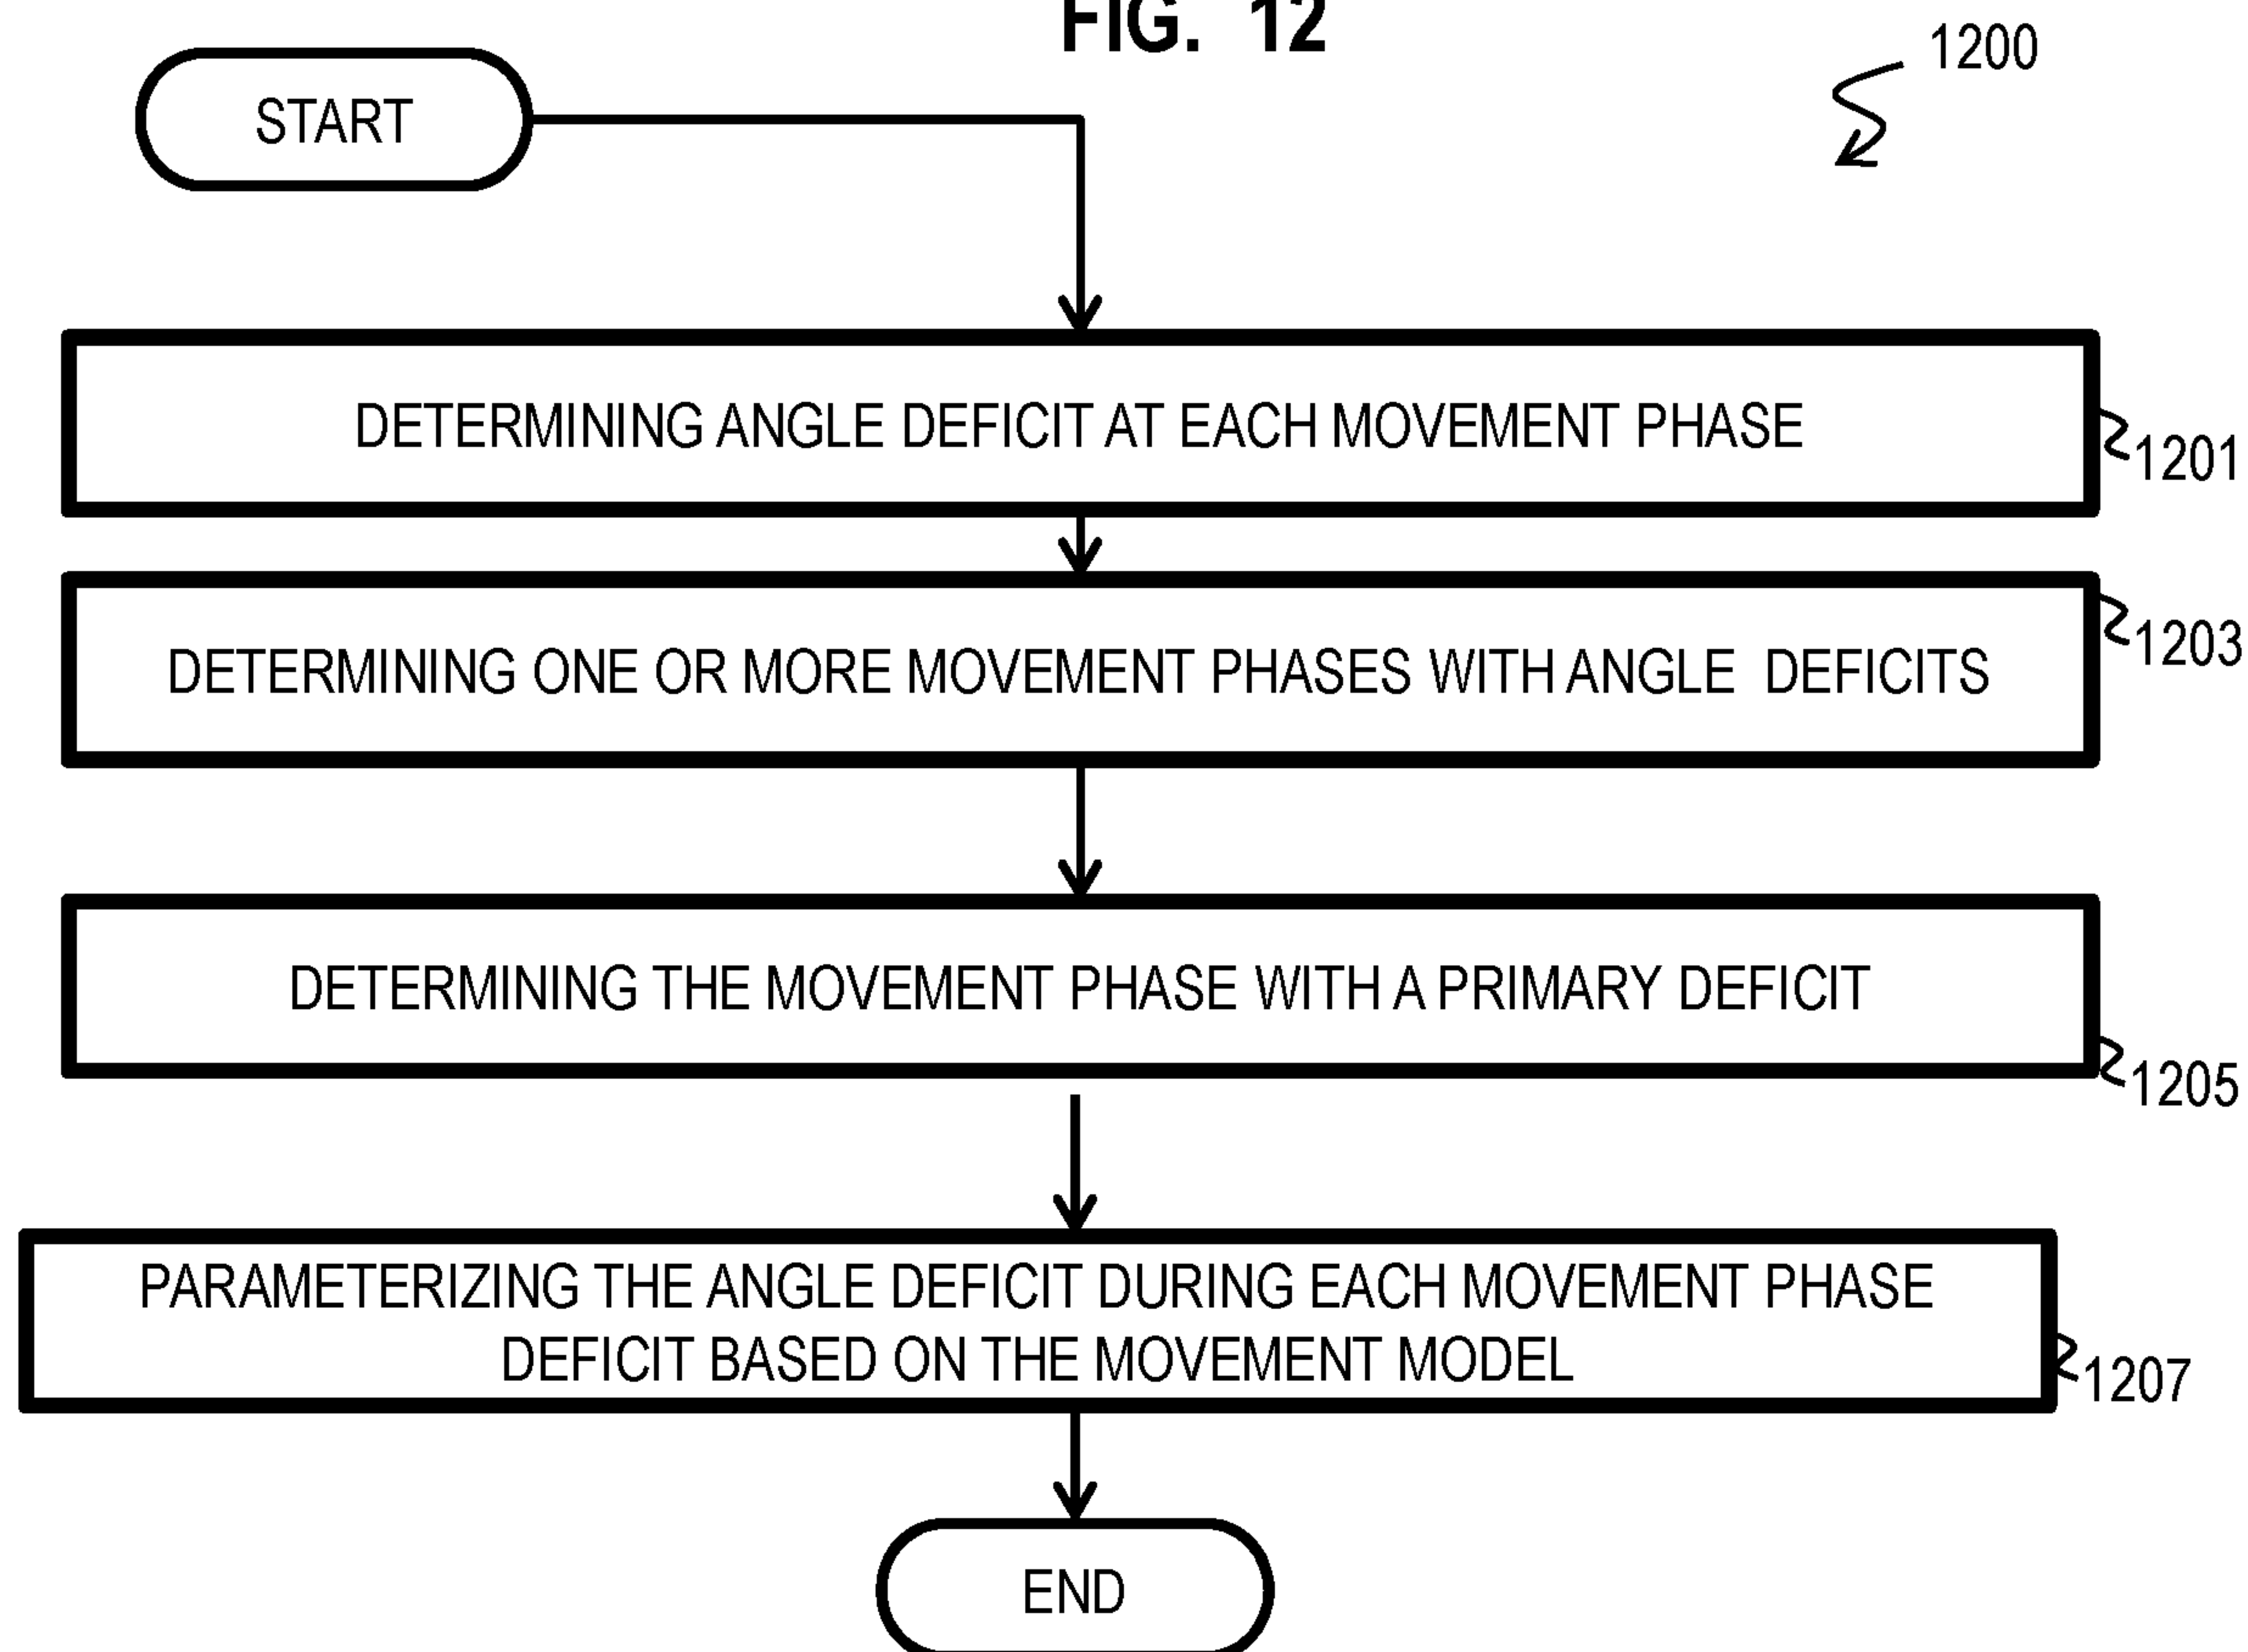 FIG. 12
1200
START
DETERMINING ANGLE DEFICIT AT EACH MOVEMENT PHASE
1201
DETERMINING ONE OR MORE MOVEMENT PHASES WITH ANGLE DEFICITS
1203
DETERMINING THE MOVEMENT PHASE WITH A PRIMARY DEFICIT
1205
PARAMETERIZING THE ANGLE DEFICIT DURING EACH MOVEMENT PHASE
DEFICIT BASED ON THE MOVEMENT MODEL
1207
END